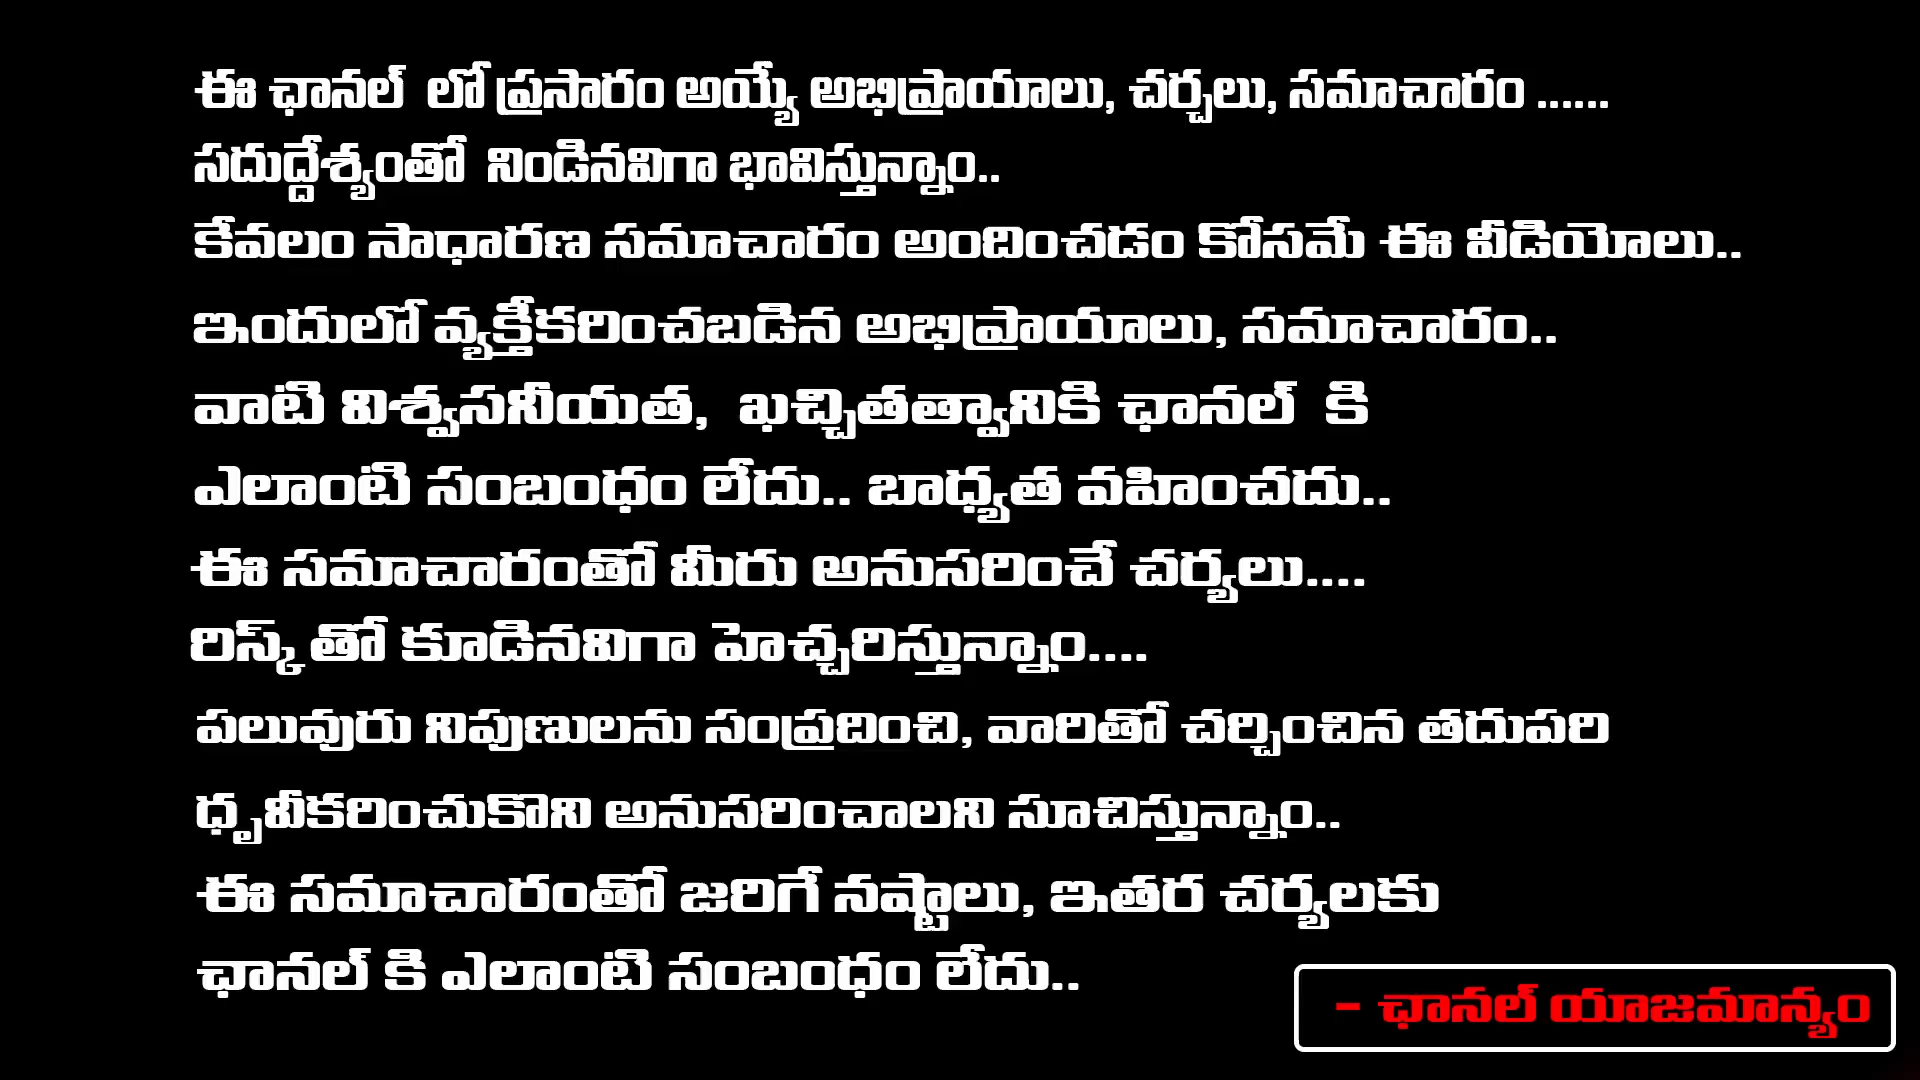 ఈ ఛానల్ లో ప్రసారం అయ్యే అభిప్రాయాలు, చర్చలు, సమాచారం ......
సదుద్దేశ్యంతో నిండినవిగా భావిస్తున్నాం..
కేవలం సాధారణ సమాచారం అందించడం కోసమే ఈ వీడియోలు..
ఇందులో వ్యక్తీకరించబడిన అభిప్రాయాలు, సమాచారం..
వాటి విశ్వసనీయత, ఖచ్చితత్వానికి ఛానల్ కి
ఎలాంటి సంబంధం లేదు.. బాధ్యత వహించదు..
ఈ సమాచారంతో మీరు అనుసరించే చర్యలు....
రిస్క్ తో కూడినవిగా హెచ్చరిస్తున్నాం....
పలువురు నిపుణులను సంప్రదించి, వారితో చర్చించిన తదుపరి
ధృవీకరించుకొని అనుసరించాలని సూచిస్తున్నాం..
ఈ సమాచారంతో జరిగే నష్టాలు, ఇతర చర్యలకు
ఛానల్ కి ఎలాంటి సంబంధం లేదు..
- ఛానల్ యాజమాన్యం